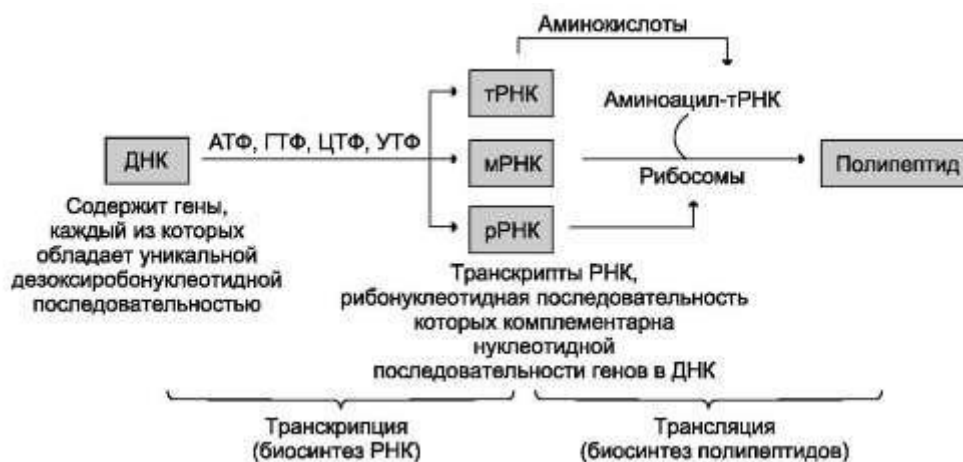 Аминокислоты
тРНК
Аминоацил-тРНК
АТФ, ГТФ, ЦТФ, УТФ
ДНК
мРНК
Рибосомы
Полипептид
рРНК
Содержит гены,
каждый из которых
обладает уникальной
дезоксиробонуклеотидной
последовательностью
Транскрипты РНК,
рибонуклеотидная последовательность
которых комплементарна
нуклеотидной
последовательности генов в ДНК
Транскрипция
(биосинтез РНК)
Трансляция
(биосинтез полипептидов)